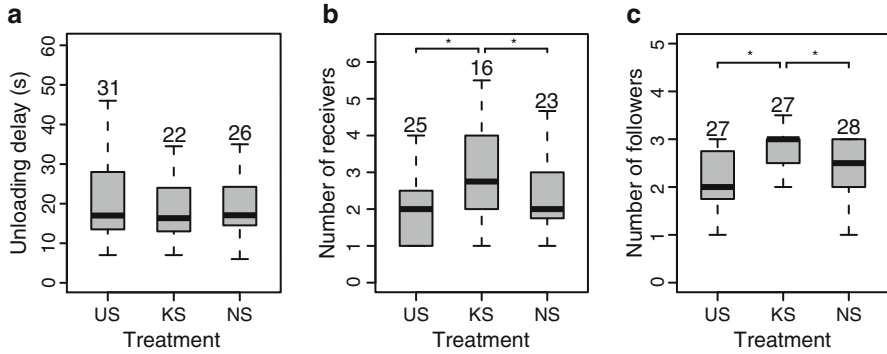 a
Unloading delay (s)
60
50
40
30
20
10
0
31
22
26
US KS NS
Treatment
b
Number of receivers
6
5
4
3
2
1
0
* *
25
16
23
US KS NS
Treatment
c
Number of followers
5
4
3
2
1
0
* *
27
27
28
US KS NS
Treatment